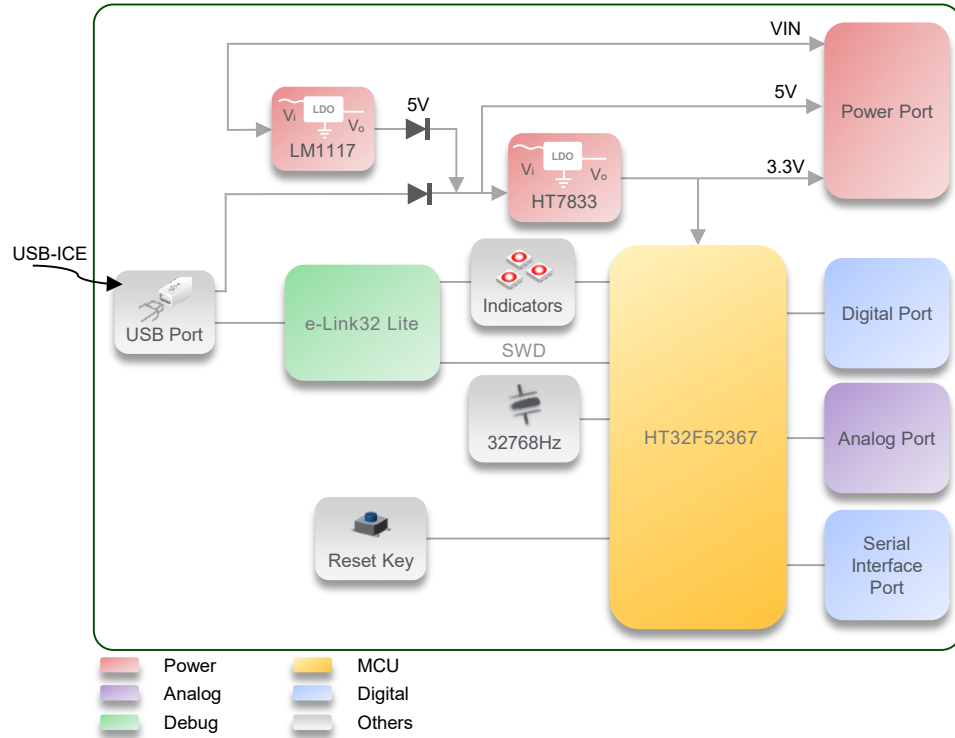 VIN
5V
5V
LDO
Vi
Vo
LM1117
Power Port
LDO
Vi
Vo
HT7833
3.3V
USB-ICE
USB Port
e-Link32 Lite
Indicators
Digital Port
SWD
32768Hz
HT32F52367
Analog Port
Reset Key
Serial
Interface
Port
Power
MCU
Analog
Digital
Debug
Others